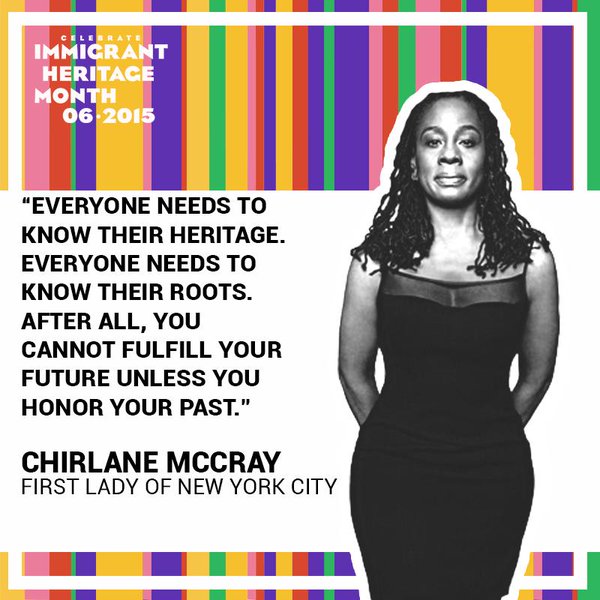 CELEBRATE
IMMIGRANT
HERITAGE
MONTH
06·2015
“EVERYONE NEEDS TO
KNOW THEIR HERITAGE.
EVERYONE NEEDS TO
KNOW THEIR ROOTS.
AFTER ALL, YOU
CANNOT FULFILL YOUR
FUTURE UNLESS YOU
HONOR YOUR PAST.”
CHIRLANE MCCRAY
FIRST LADY OF NEW YORK CITY